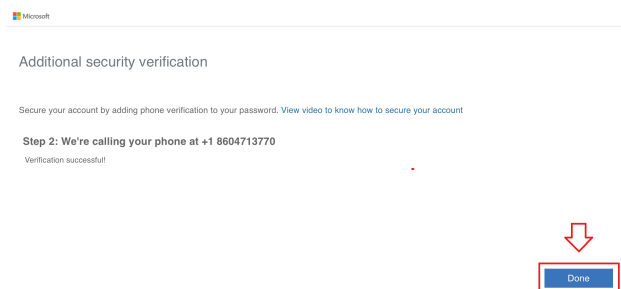 Microsoft
Additional security verification
Secure your account by adding phone verification to your password. View video to know how to secure your account
Step 2: We're calling your phone at +1 8604713770
Verification successful!
Done